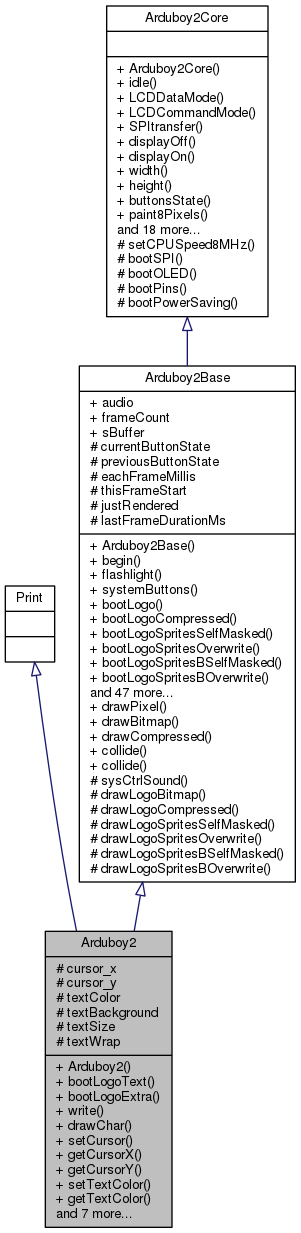 Arduboy2Core
+ Arduboy2Core()
+ idle()
+ LCDDataMode()
+ LCDCommandMode()
+ SPItransfer()
+ displayOff()
+ displayOn()
+ width()
+ height()
+ buttonsState()
+ paint8Pixels()
and 18 more...
# setCPUSpeed8MHz()
# bootSPI()
# bootOLED()
# bootPins()
# bootPowerSaving()
Arduboy2Base
+ audio
+ frameCount
+ sBuffer
# currentButtonState
# previousButtonState
# eachFrameMillis
# thisFrameStart
# justRendered
# lastFrameDurationMs
+ Arduboy2Base()
+ begin()
+ flashlight()
+ systemButtons()
+ bootLogo()
+ bootLogoCompressed()
+ bootLogoSpritesSelfMasked()
+ bootLogoSpritesOverwrite()
+ bootLogoSpritesBSelfMasked()
+ bootLogoSpritesBOverwrite()
and 47 more...
+ drawPixel()
+ drawBitmap()
+ drawCompressed()
+ collide()
+ collide()
# sysCtrlSound()
# drawLogoBitmap()
# drawLogoCompressed()
# drawLogoSpritesSelfMasked()
# drawLogoSpritesOverwrite()
# drawLogoSpritesBSelfMasked()
# drawLogoSpritesBOverwrite()
Print
Arduboy2
# cursor_x
# cursor_y
# textColor
# textBackground
# textSize
# textWrap
+ Arduboy2()
+ bootLogoText()
+ bootLogoExtra()
+ write()
+ drawChar()
+ setCursor()
+ getCursorX()
+ getCursorY()
+ setTextColor()
+ getTextColor()
and 7 more...